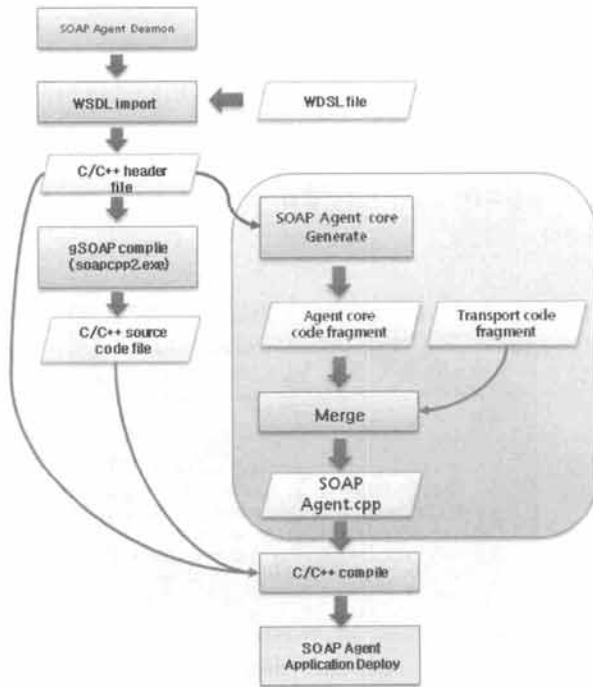 SOAP Agent Deamon
WSDL import
WDSL file
C/C++ header
file
SOAP Agent core
Generate
gSOAP complie
(soapcpp2.exe)
Agent core
code fragment
Transport code
fragment
C/C++ source
code file
Merge
SOAP
Agent.cpp
C/C++ compile
SOAP Agent
Application Deploy